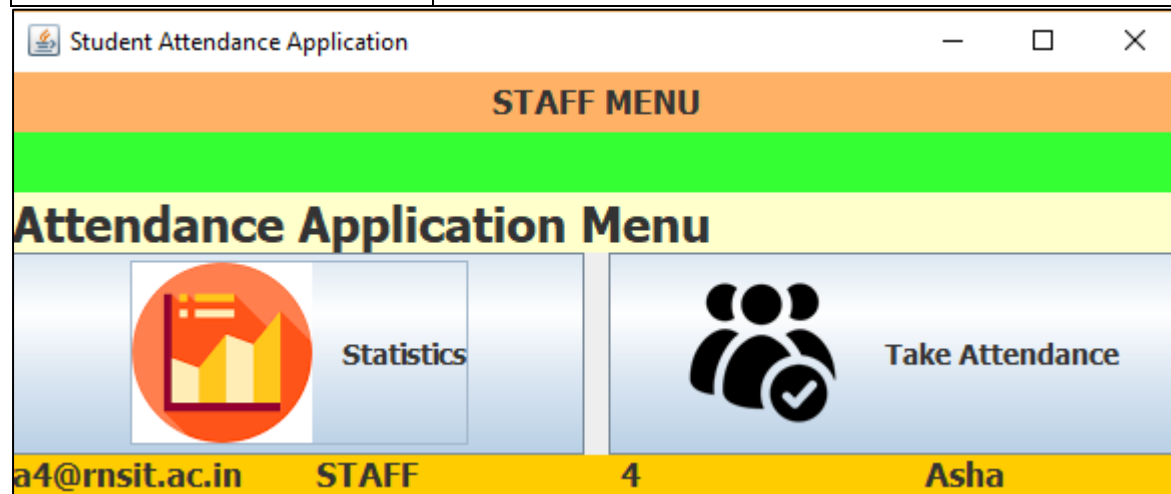 Student Attendance Application
STAFF MENU
Attendance Application Menu
Statistics Take Attendance
a4@rnsit.ac.in STAFF 4 Asha